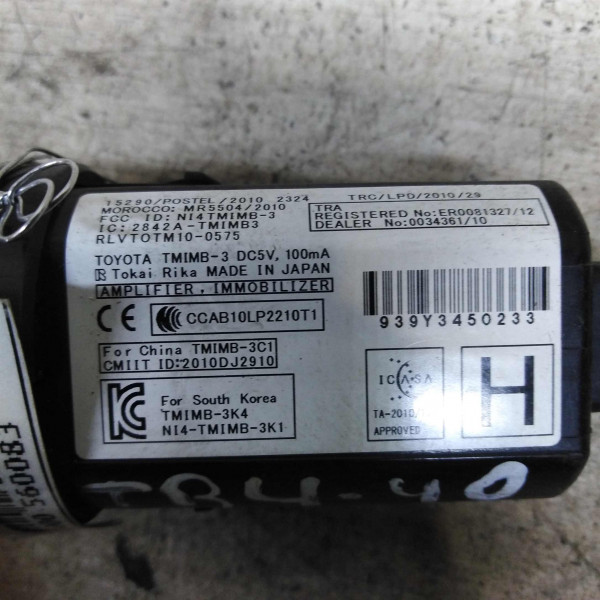 15290/POSTEL/2010 2324
TRC/LPD/2010/29
MOROCCO: MR5504/2010
FCC ID: NI4TMIMB-3
IC: 2842A-TMIMB3
RLVTOTM10-0575
TRA
REGISTERED No:ER0081327/12
DEALER No:0034361/10
TOYOTA TMIMB-3 DC5V, 100mA
Tokai Rika MADE IN JAPAN
AMPLIFIER, IMMOBILIZER
CE
CCAB10LP2210T1
939Y3450233
For China TMIMB-3C1
CMIIT ID:2010DJ2910
For South Korea
TMIMB-3K4
NI4-TMIMB-3K1
ICASA
TA-2010/
APPROVED
H
FB0095